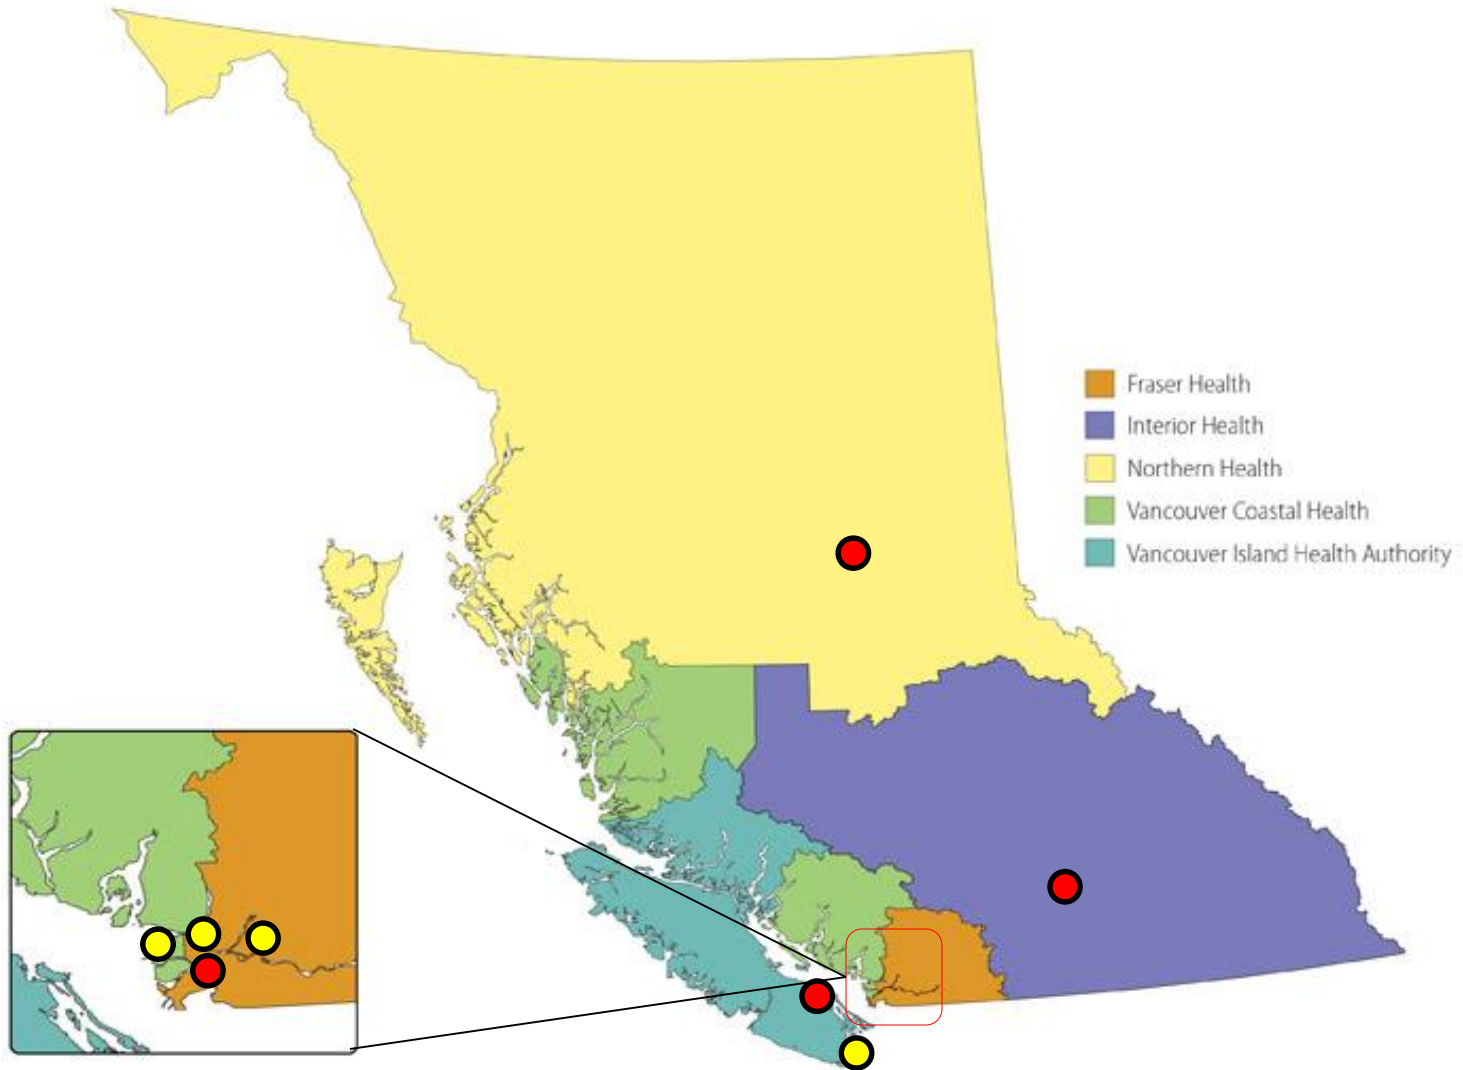 Fraser Health
Interior Health
Northern Health
Vancouver Coastal Health
Vancouver Island Health Authority